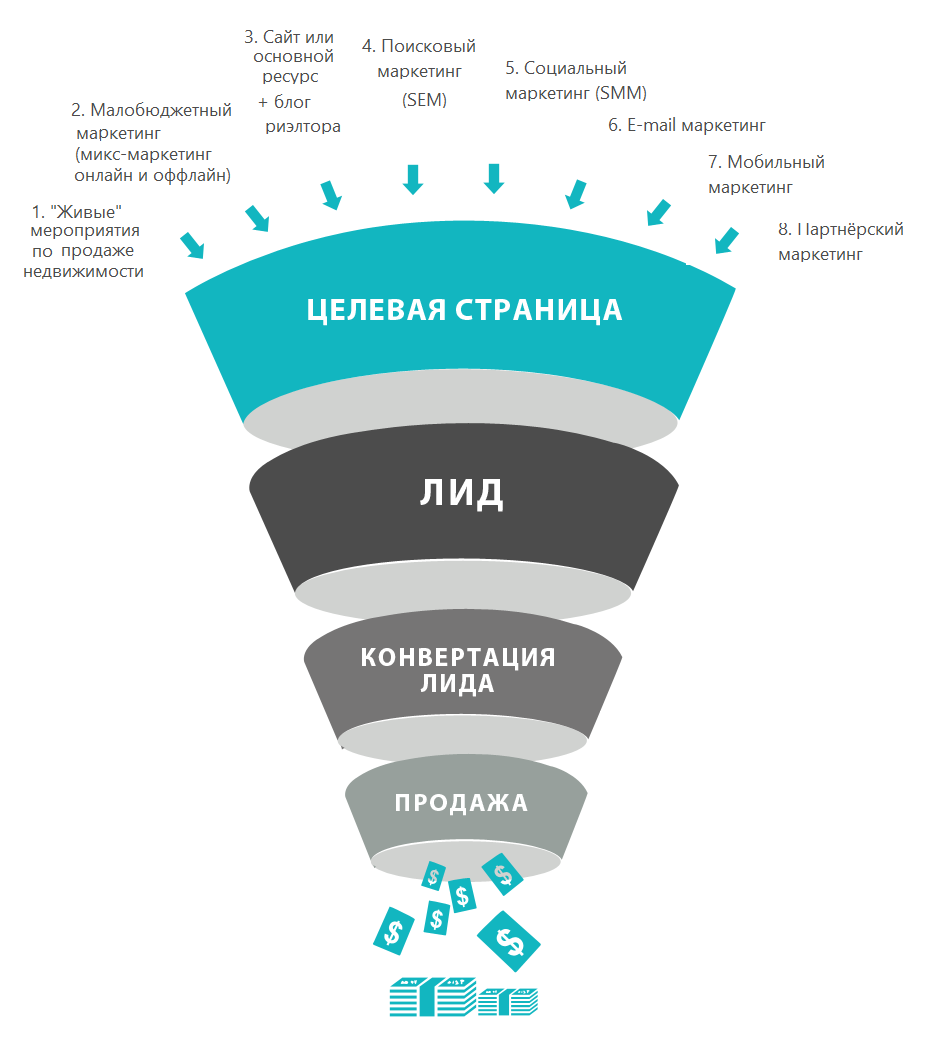 1. "Живые"
мероприятия
по продаже
недвижимости
2. Малобюджетный
маркетинг
(микс-маркетинг
онлайн и оффлайн)
3. Сайт или
основной
ресурс
+ блог
риэлтора
4. Поисковый
маркетинг
(SEM)
5. Социальный
маркетинг (SMM)
6. E-mail маркетинг
7. Мобильный
маркетинг
8. Партнёрский
маркетинг
ЦЕЛЕВАЯ СТРАНИЦА
ЛИД
КОНВЕРТАЦИЯ
ЛИДА
ПРОДАЖА
$
$
$
$
$
$